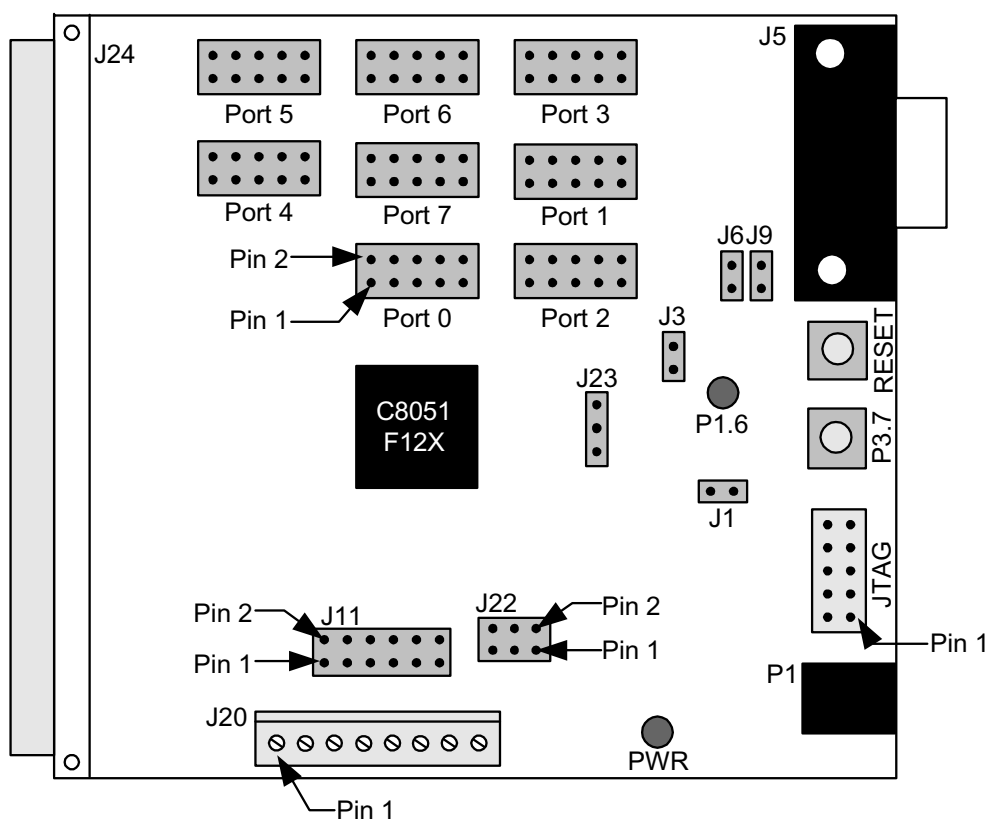 J24
J5
Port 5
Port 6
Port 3
Port 4
Port 7
Port 1
Pin 2
J6
J9
Pin 1
Port 0
Port 2
J3
RESET
J23
C8051
F12X
P1.6
P3.7
J1
JTAG
Pin 2
J11
J22
Pin 2
Pin 1
Pin 1
Pin 1
P1
J20
PWR
Pin 1